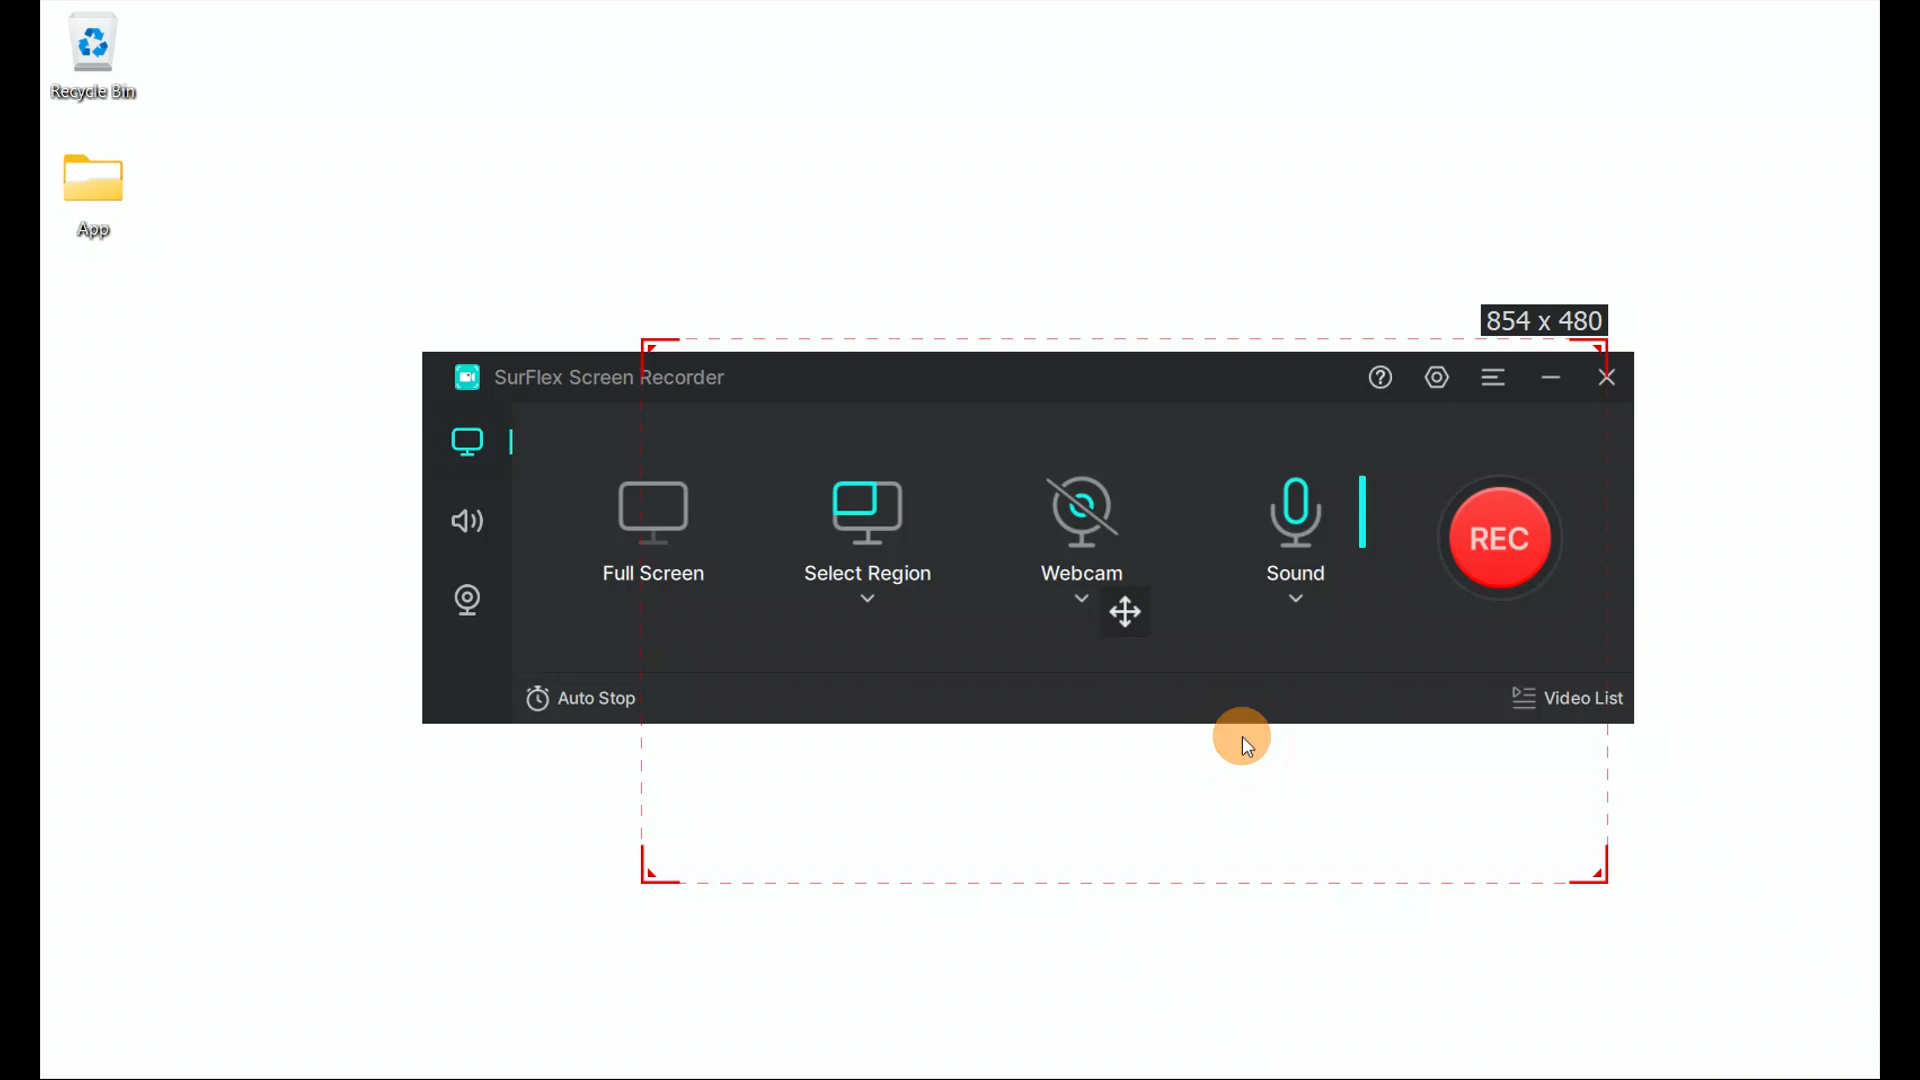 Recycle Bin
App
854 x 480
SurFlex Screen Recorder
Full Screen
Select Region
Webcam
Sound
REC
Auto Stop
Video List